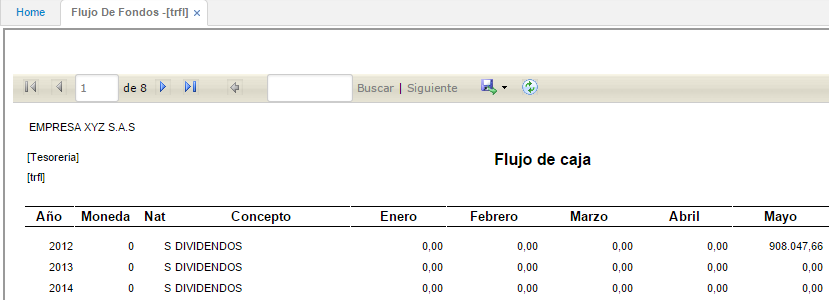 Home Flujo De Fondos -[trfl] ×
1 de 8 Buscar | Siguiente
EMPRESA XYZ S.A.S
[Tesoreria] Flujo de caja
[trfl]
Año Moneda Nat Concepto Enero Febrero Marzo Abril Mayo
2012 0 S DIVIDENDOS 0,00 0,00 0,00 0,00 908.047,66
2013 0 S DIVIDENDOS 0,00 0,00 0,00 0,00 0,00
2014 0 S DIVIDENDOS 0,00 0,00 0,00 0,00 0,00